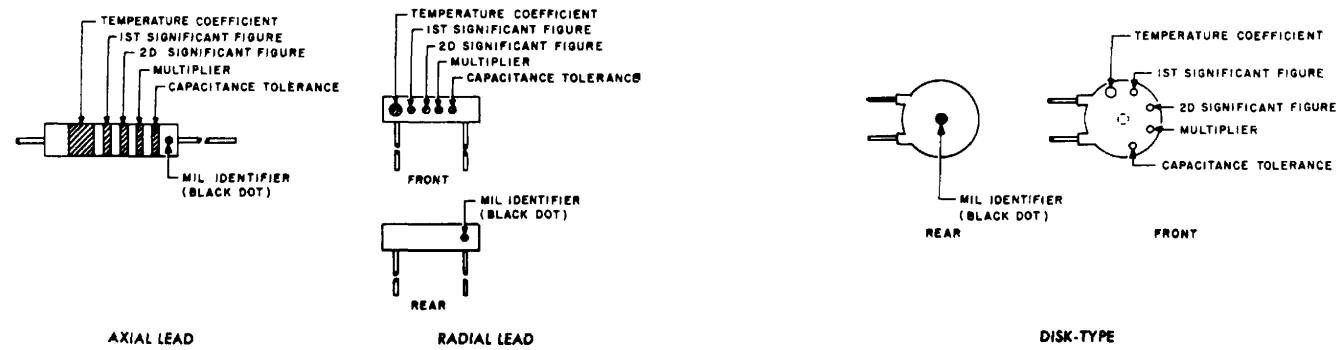 TEMPERATURE COEFFICIENT
1ST SIGNIFICANT FIGURE
2D SIGNIFICANT FIGURE
MULTIPLIER
CAPACITANCE TOLERANCE
MIL IDENTIFIER
(BLACK DOT)
AXIAL LEAD
TEMPERATURE COEFFICIENT
1ST SIGNIFICANT FIGURE
2D SIGNIFICANT FIGURE
MULTIPLIER
CAPACITANCE TOLERANCE
FRONT
MIL IDENTIFIER
(BLACK DOT)
REAR
RADIAL LEAD
MIL IDENTIFIER
(BLACK DOT)
REAR
TEMPERATURE COEFFICIENT
1ST SIGNIFICANT FIGURE
2D SIGNIFICANT FIGURE
MULTIPLIER
CAPACITANCE TOLERANCE
FRONT
DISK-TYPE